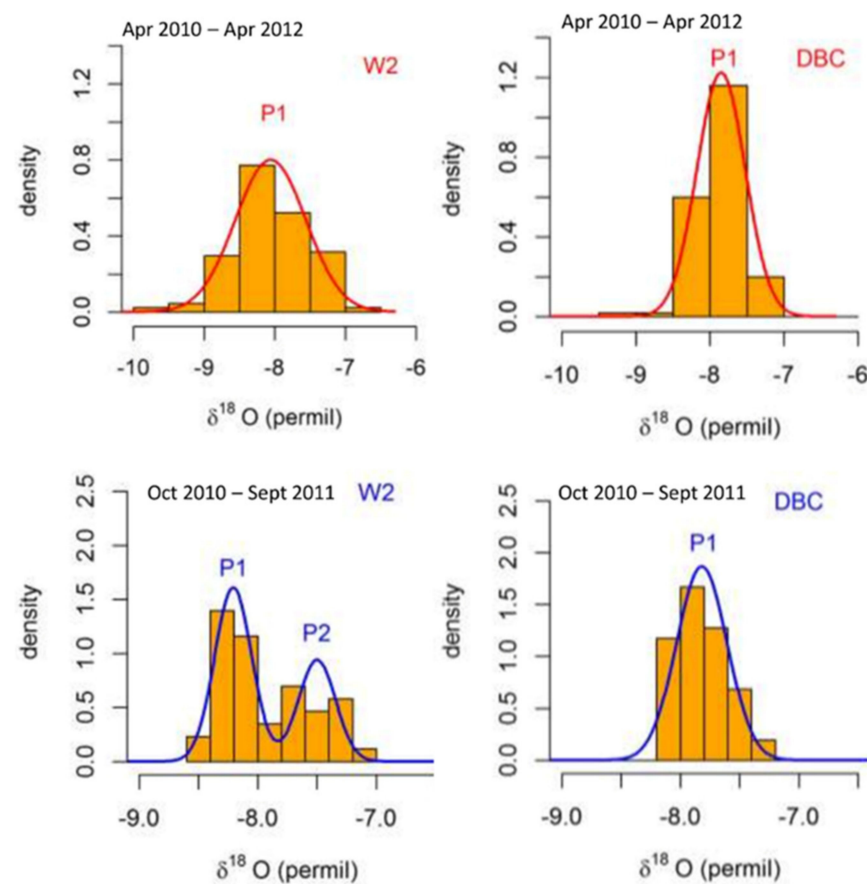 Apr 2010 – Apr 2012
W2
P1
density
0.0
0.4
0.8
1.2
-10
-9
-8
-7
-6
δ18 O (permil)
Apr 2010 – Apr 2012
P1
DBC
density
0.0
0.4
0.8
1.2
-10
-9
-8
-7
-6
δ18 O (permil)
Oct 2010 – Sept 2011
W2
P1
P2
density
0.0
0.5
1.0
1.5
2.0
2.5
-9.0
-8.0
-7.0
δ18 O (permil)
Oct 2010 – Sept 2011
DBC
P1
density
0.0
0.5
1.0
1.5
2.0
2.5
-9.0
-8.0
-7.0
δ18 O (permil)